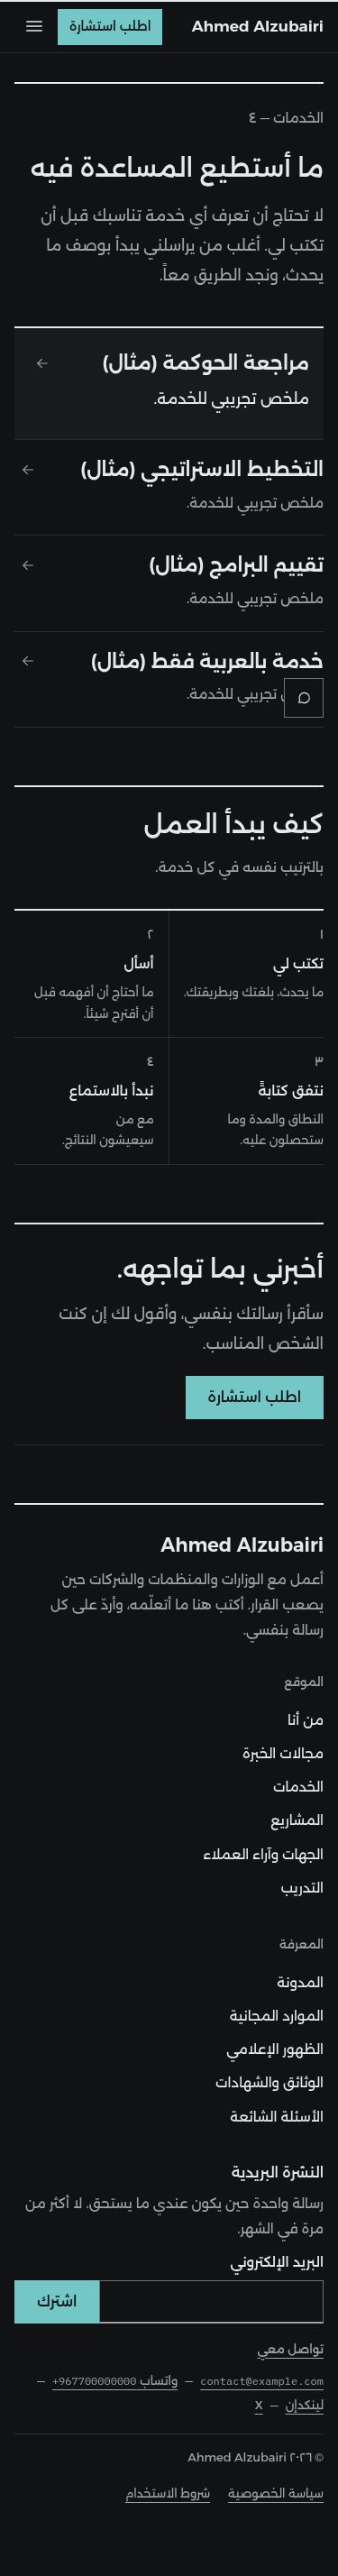 Ahmed Alzubairi
اطلب استشارة
الخدمات — ٤
ما أستطيع المساعدة فيه
لا تحتاج أن تعرف أي خدمة تناسبك قبل أن
تكتب لي. أغلب من يراسلني يبدأ بوصف ما
يحدث، ونجد الطريق معاً.
مراجعة الحوكمة (مثال)
ملخص تجريبي للخدمة.
التخطيط الاستراتيجي (مثال)
ملخص تجريبي للخدمة.
تقييم البرامج (مثال)
ملخص تجريبي للخدمة.
خدمة بالعربية فقط (مثال)
تجريبي للخدمة.
كيف يبدأ العمل
بالترتيب نفسه في كل خدمة.
١
تكتب لي
ما يحدث، بلغتك وبطريقتك.
٢
أسأل
ما أحتاج أن أفهمه قبل
أن أقترح شيئاً.
٣
نتفق كتابةً
النطاق والمدة وما
ستحصلون عليه.
٤
نبدأ بالاستماع
مع من
سيعيشون النتائج.
أخبرني بما تواجهه.
سأقرأ رسالتك بنفسي، وأقول لك إن كنت
الشخص المناسب.
اطلب استشارة
Ahmed Alzubairi
أعمل مع الوزارات والمنظمات والشركات حين
يصعب القرار. أكتب هنا ما أتعلّمه، وأردّ على كل
رسالة بنفسي.
الموقع
من أنا
مجالات الخبرة
الخدمات
المشاريع
الجهات وآراء العملاء
التدريب
المعرفة
المدونة
الموارد المجانية
الظهور الإعلامي
الوثائق والشهادات
الأسئلة الشائعة
النشرة البريدية
رسالة واحدة حين يكون عندي ما يستحق. لا أكثر من
مرة في الشهر.
البريد الإلكتروني
اشترك
تواصل معي
contact@example.com — واتساب +967700000000 —
لينكدإن — X
© ٢٠٢٦ Ahmed Alzubairi
سياسة الخصوصية شروط الاستخدام